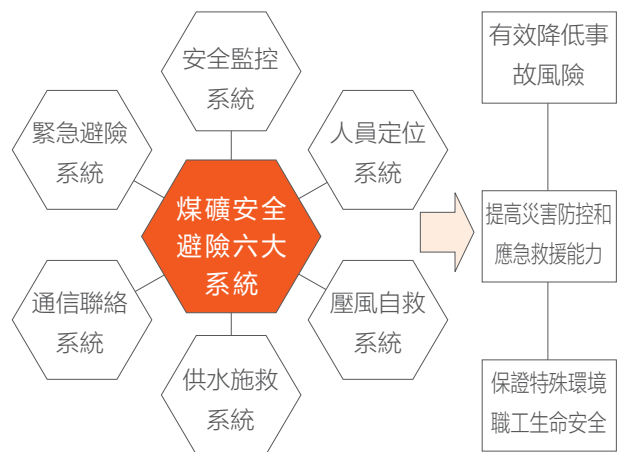 安全監控
系統
人員定位
系統
壓風自救
系統
供水施救
系統
通信聯絡
系統
緊急避險
系統
煤礦安全
避險六大
系統
有效降低事
故風險
提高災害防控和
應急救援能力
保證特殊環境
職工生命安全